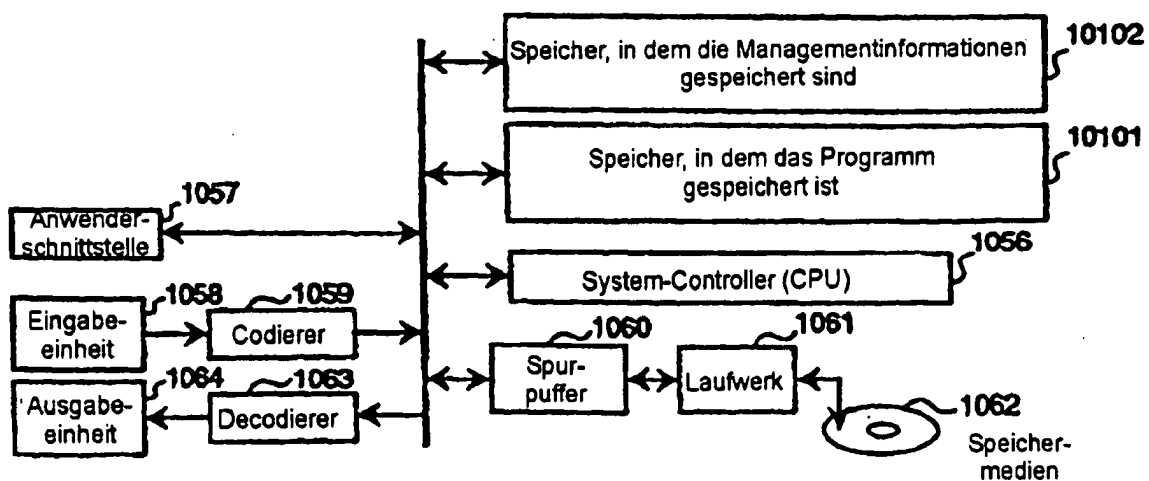 Speicher, in dem die Managementinformationen
gespeichert sind
10102
Speicher, in dem das Programm
gespeichert ist
10101
1057
Anwender-
schnittstelle
1056
System-Controller (CPU)
1058
Eingabe-
einheit
1059
Codierer
1060
Spur-
puffer
1061
Laufwerk
1064
Ausgabe-
einheit
1063
Decodierer
1062
Speicher-
medien